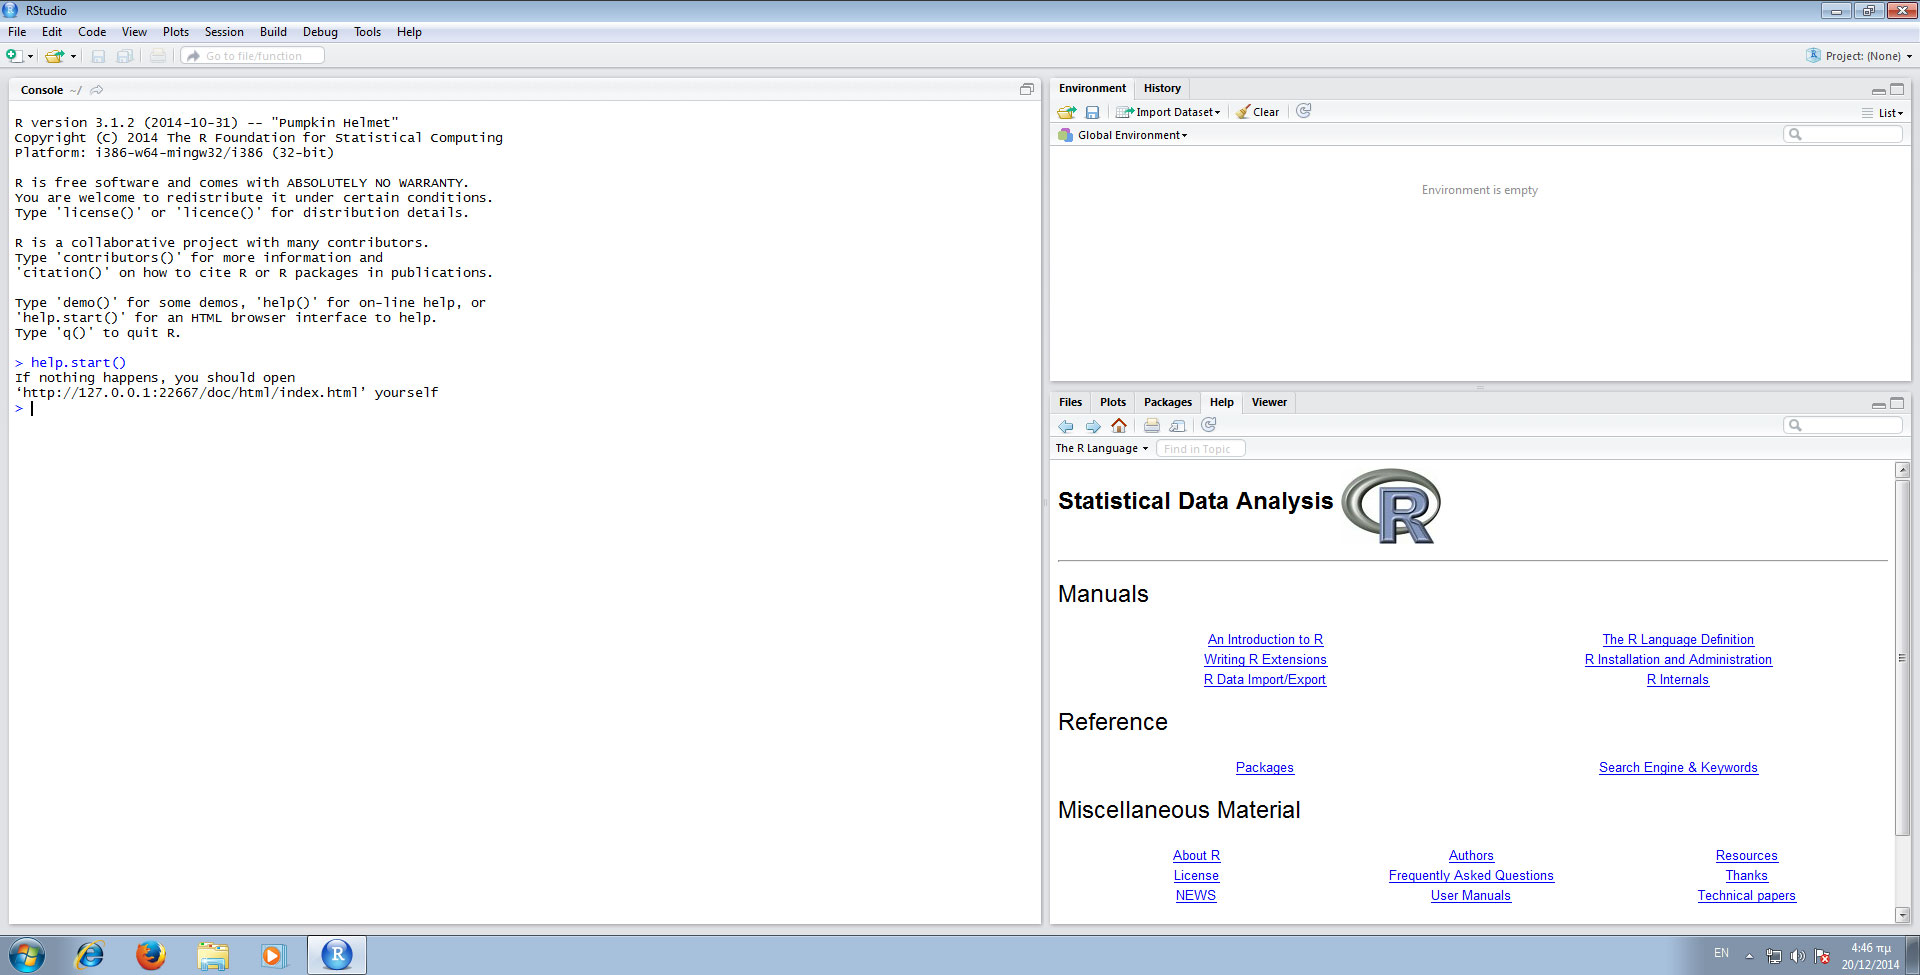 RStudio
File Edit Code View Plots Session Build Debug Tools Help
Go to file/function
Project: (None)
Console ~/
R version 3.1.2 (2014-10-31) -- "Pumpkin Helmet"
Copyright (C) 2014 The R Foundation for Statistical Computing
Platform: i386-w64-mingw32/i386 (32-bit)
R is free software and comes with ABSOLUTELY NO WARRANTY.
You are welcome to redistribute it under certain conditions.
Type 'license()' or 'licence()' for distribution details.
R is a collaborative project with many contributors.
Type 'contributors()' for more information and
'citation()' on how to cite R or R packages in publications.
Type 'demo()' for some demos, 'help()' for on-line help, or
'help.start()' for an HTML browser interface to help.
Type 'q()' to quit R.
> help.start()
If nothing happens, you should open
‘http://127.0.0.1:22667/doc/html/index.html’ yourself
>
Environment History
Import Dataset Clear List
Global Environment
Environment is empty
Files Plots Packages Help Viewer
The R Language Find in Topic
Statistical Data Analysis R
Manuals
An Introduction to R The R Language Definition
Writing R Extensions R Installation and Administration
R Data Import/Export R Internals
Reference
Packages Search Engine & Keywords
Miscellaneous Material
About R Authors Resources
License Frequently Asked Questions Thanks
NEWS User Manuals Technical papers
EN
4:46 πμ
20/12/2014